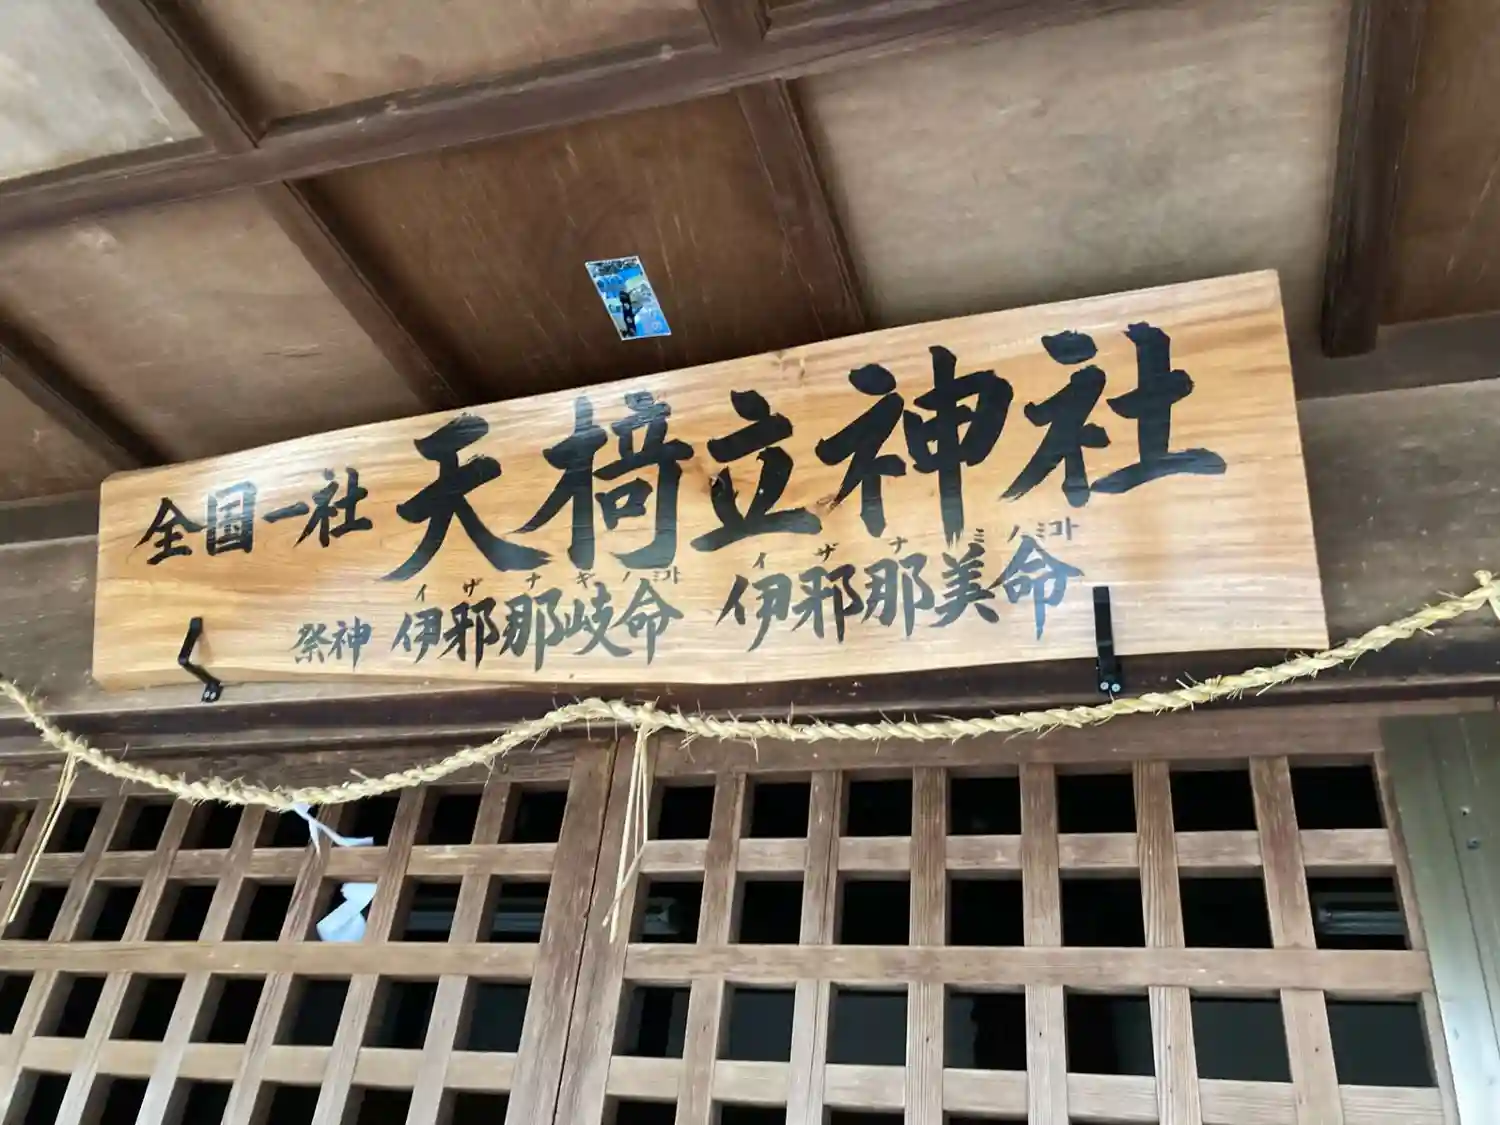 全国一社 天椅立神社
イザナギノミコト イザナミノミコト
祭神 伊邪那岐命 伊邪那美命